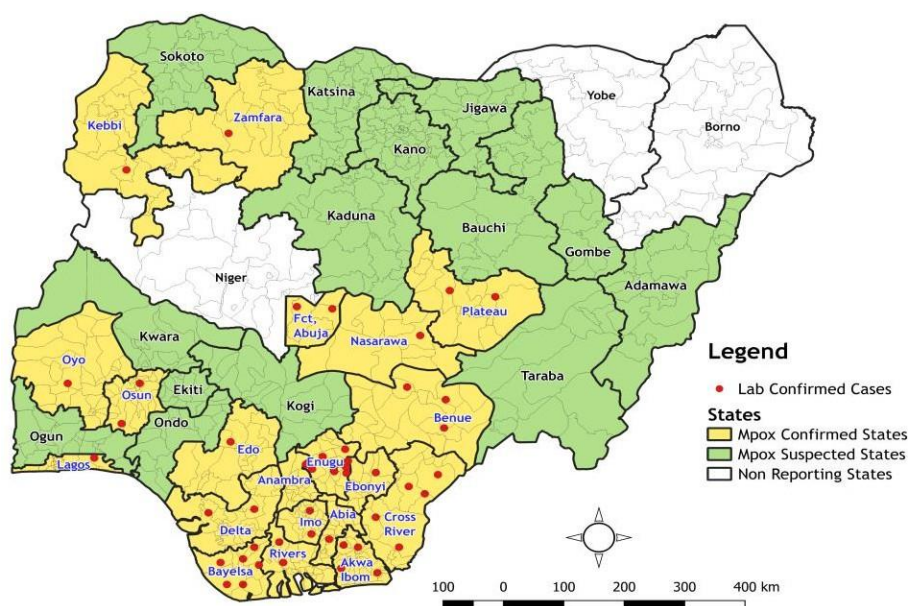 Sokoto
Kebbi
Zamfara
Katsina
Jigawa
Kano
Yobe
Borno
Kaduna
Bauchi
Gombe
Adamawa
Niger
Fct,
Abuja
Plateau
Nasarawa
Taraba
Kwara
Oyo
Osun
Ekiti
Kogi
Benue
Ogun
Ondo
Lagos
Edo
Enugu
Anambra
Ebonyi
Delta
Imo
Abia
Cross
River
Bayelsa
Rivers
Akwa
Ibom
Legend
Lab Confirmed Cases
States
Mpox Confirmed States
Mpox Suspected States
Non Reporting States
100 0 100 200 300 400 km